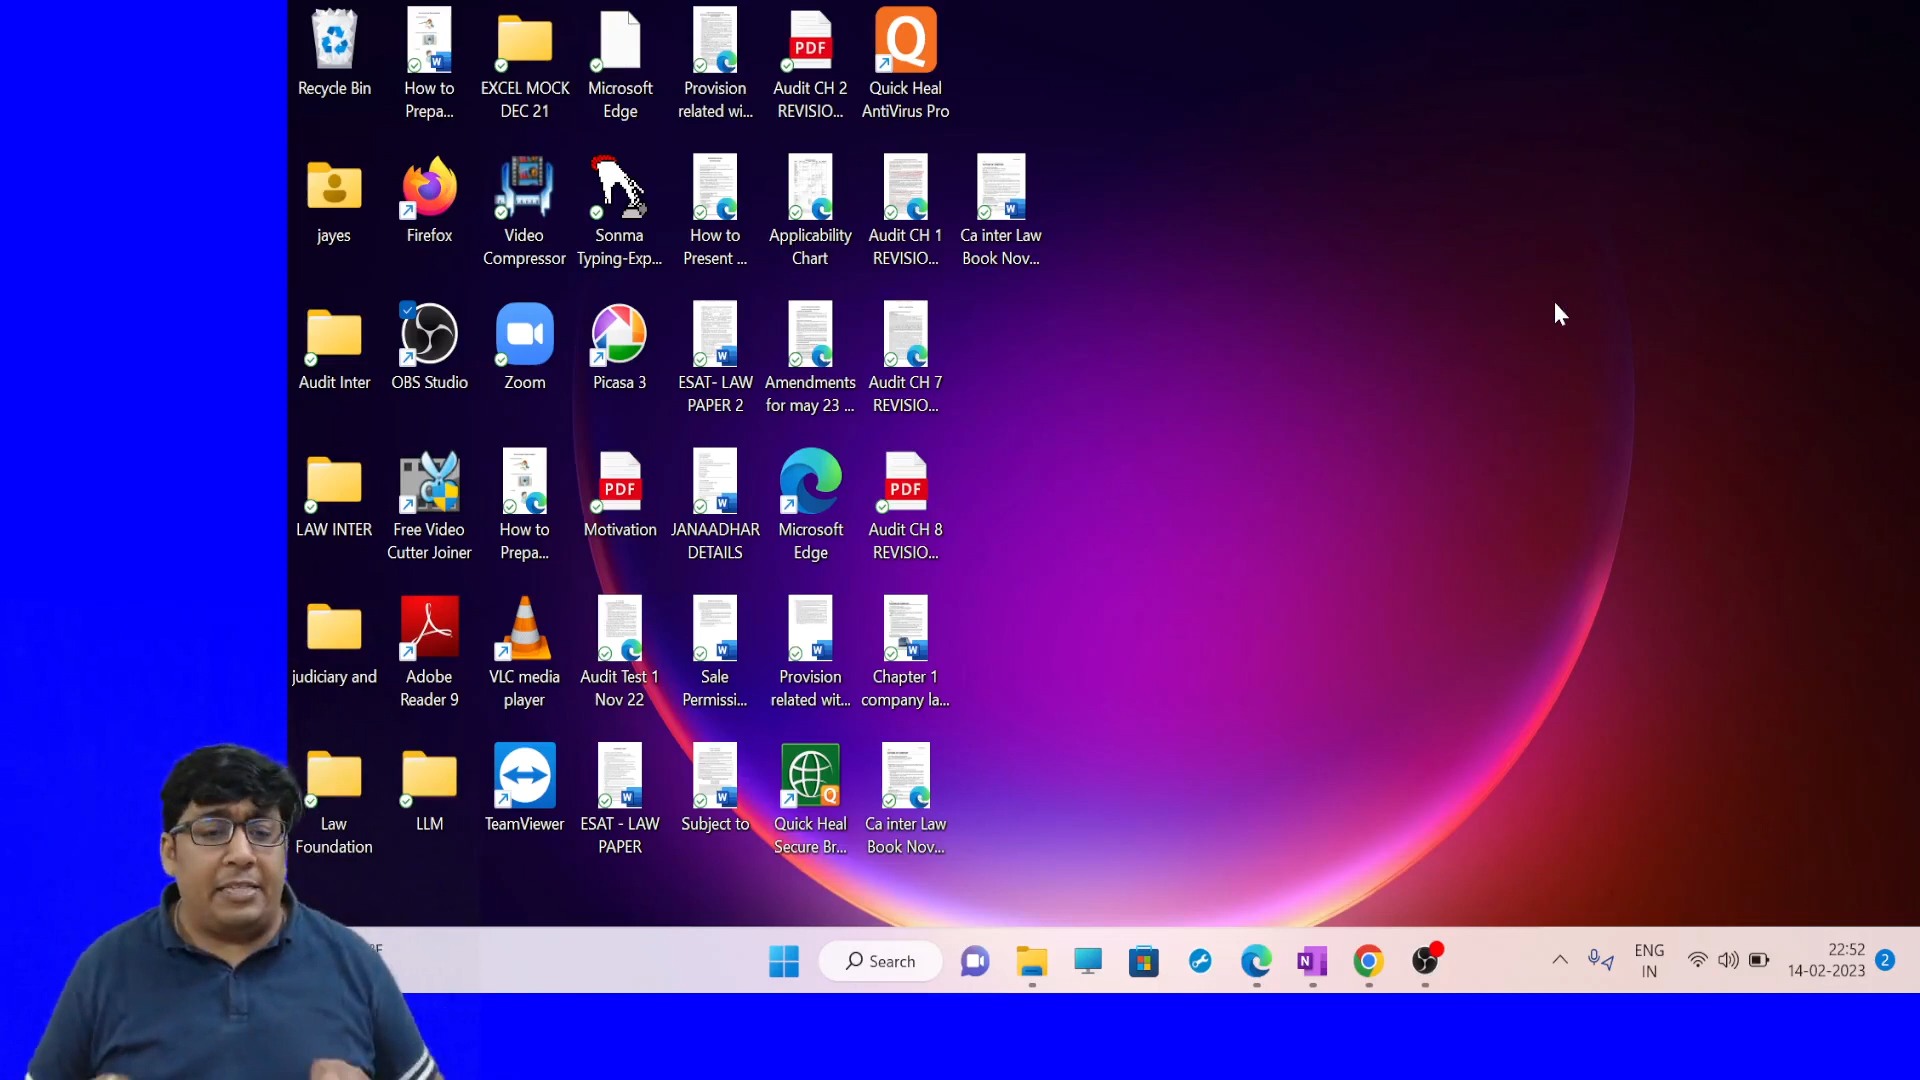 Recycle Bin
How to
Prepa...
EXCEL MOCK
DEC 21
Microsoft
Edge
Provision
related wi...
PDF
Audit CH 2
REVISIO...
Quick Heal
AntiVirus Pro
jayes
Firefox
Video
Compressor
Sonma
Typing-Exp...
How to
Present ...
Applicability
Chart
Audit CH 1
REVISIO...
Ca inter Law
Book Nov...
Audit Inter
OBS Studio
Zoom
Picasa 3
ESAT- LAW
PAPER 2
Amendments
for may 23 ...
Audit CH 7
REVISIO...
LAW INTER
Free Video
Cutter Joiner
How to
Prepa...
PDF
Motivation
JANAADHAR
DETAILS
Microsoft
Edge
PDF
Audit CH 8
REVISIO...
judiciary and
Adobe
Reader 9
VLC media
player
Audit Test 1
Nov 22
Sale
Permissi...
Provision
related wit...
Chapter 1
company la...
Law
Foundation
LLM
TeamViewer
ESAT - LAW
PAPER
Subject to
Quick Heal
Secure Br...
Ca inter Law
Book Nov...
Search
ENG
IN
22:52
14-02-2023
2